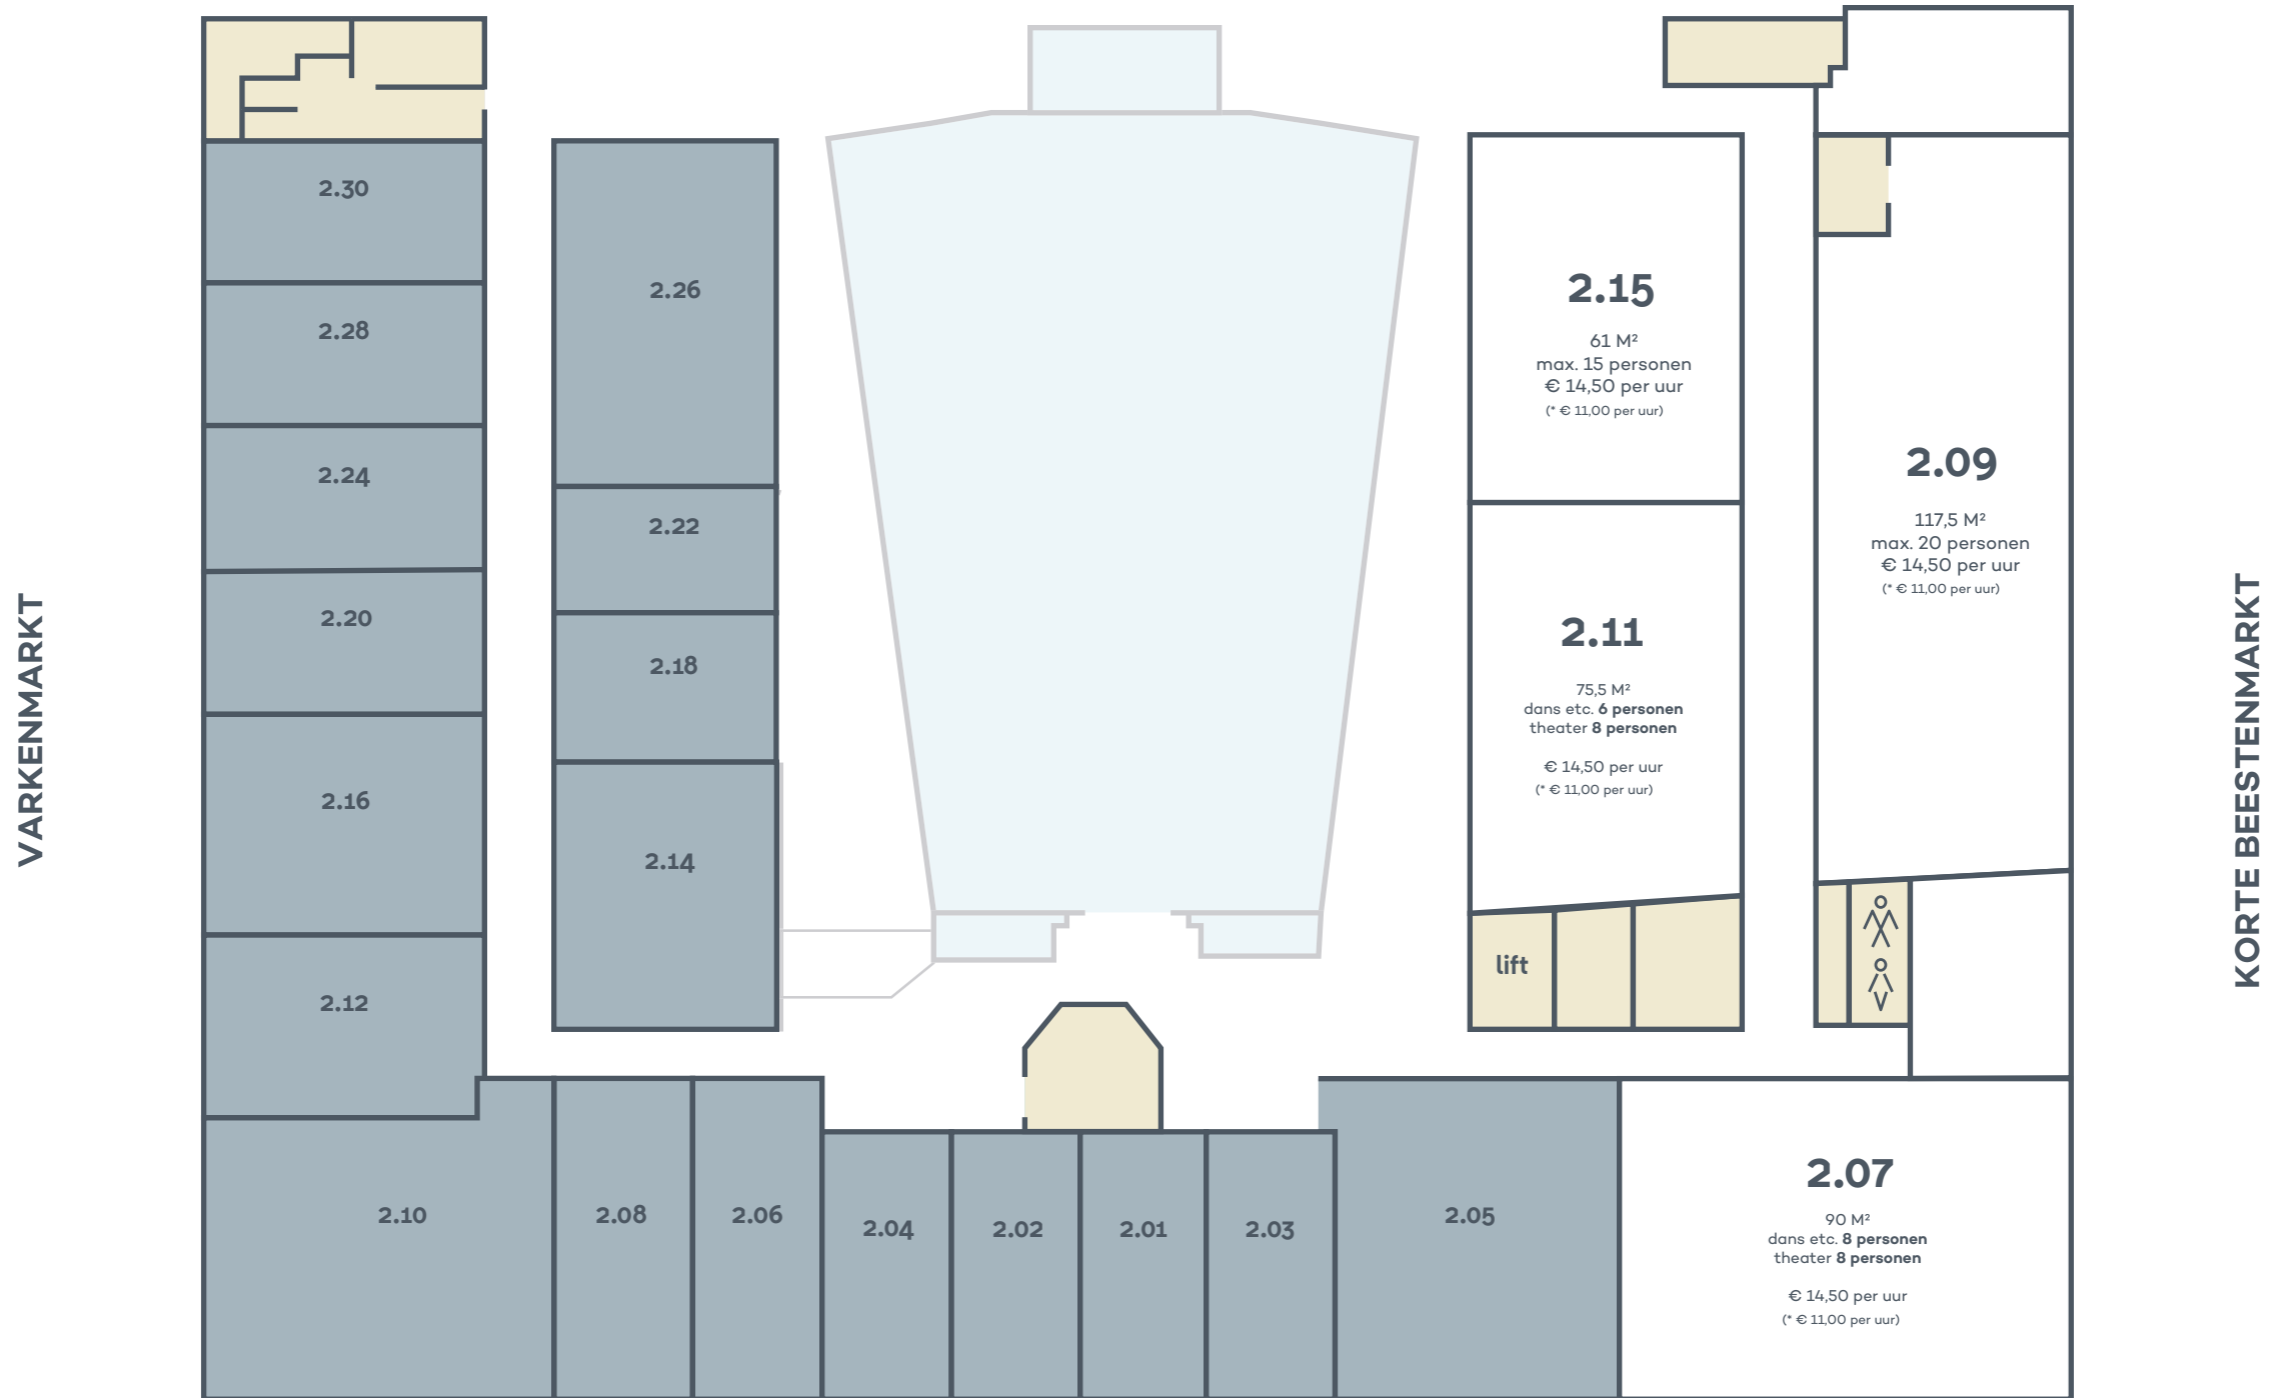 VARKENMARKT
2.30
2.28
2.24
2.20
2.16
2.12
2.26
2.22
2.18
2.14
2.15
61 M²
max. 15 personen
€ 14,50 per uur
(* € 11,00 per uur)
2.11
75,5 M²
dans etc. 6 personen
theater 8 personen
€ 14,50 per uur
(* € 11,00 per uur)
lift
2.09
117,5 M²
max. 20 personen
€ 14,50 per uur
(* € 11,00 per uur)
KORTE BEESTENMARKT
2.10
2.08
2.06
2.04
2.02
2.01
2.03
2.05
2.07
90 M²
dans etc. 8 personen
theater 8 personen
€ 14,50 per uur
(* € 11,00 per uur)